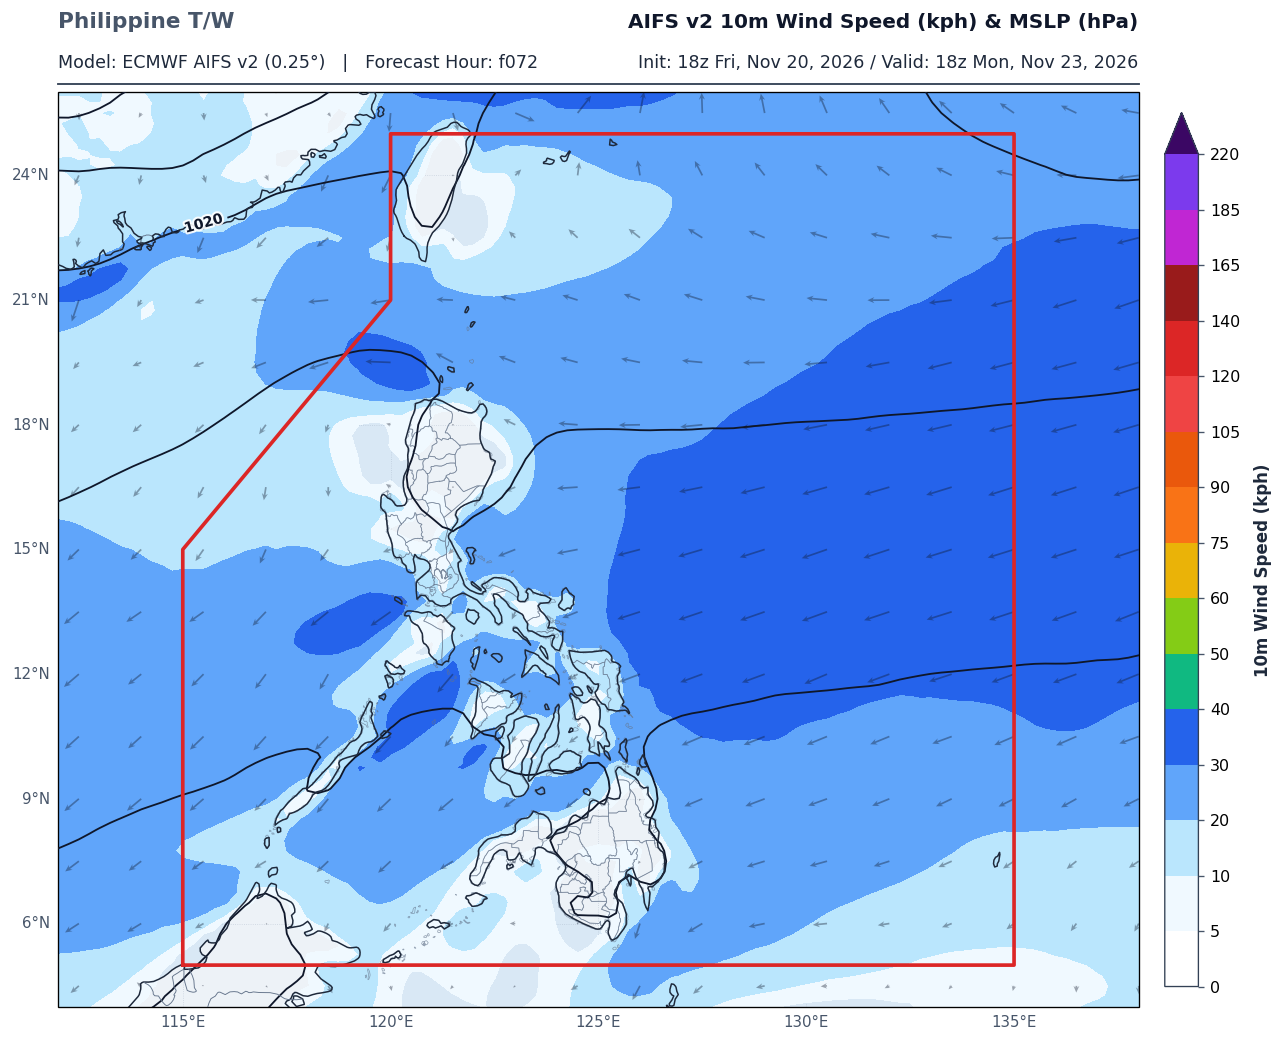 Philippine T/W
AIFS v2 10m Wind Speed (kph) & MSLP (hPa)
Model: ECMWF AIFS v2 (0.25°) | Forecast Hour: f072
Init: 18z Fri, Nov 20, 2026 / Valid: 18z Mon, Nov 23, 2026
24°N
21°N
18°N
15°N
12°N
9°N
6°N
1020
115°E
120°E
125°E
130°E
135°E
220
185
165
140
120
105
90
75
60
50
40
30
20
10
5
0
10m Wind Speed (kph)